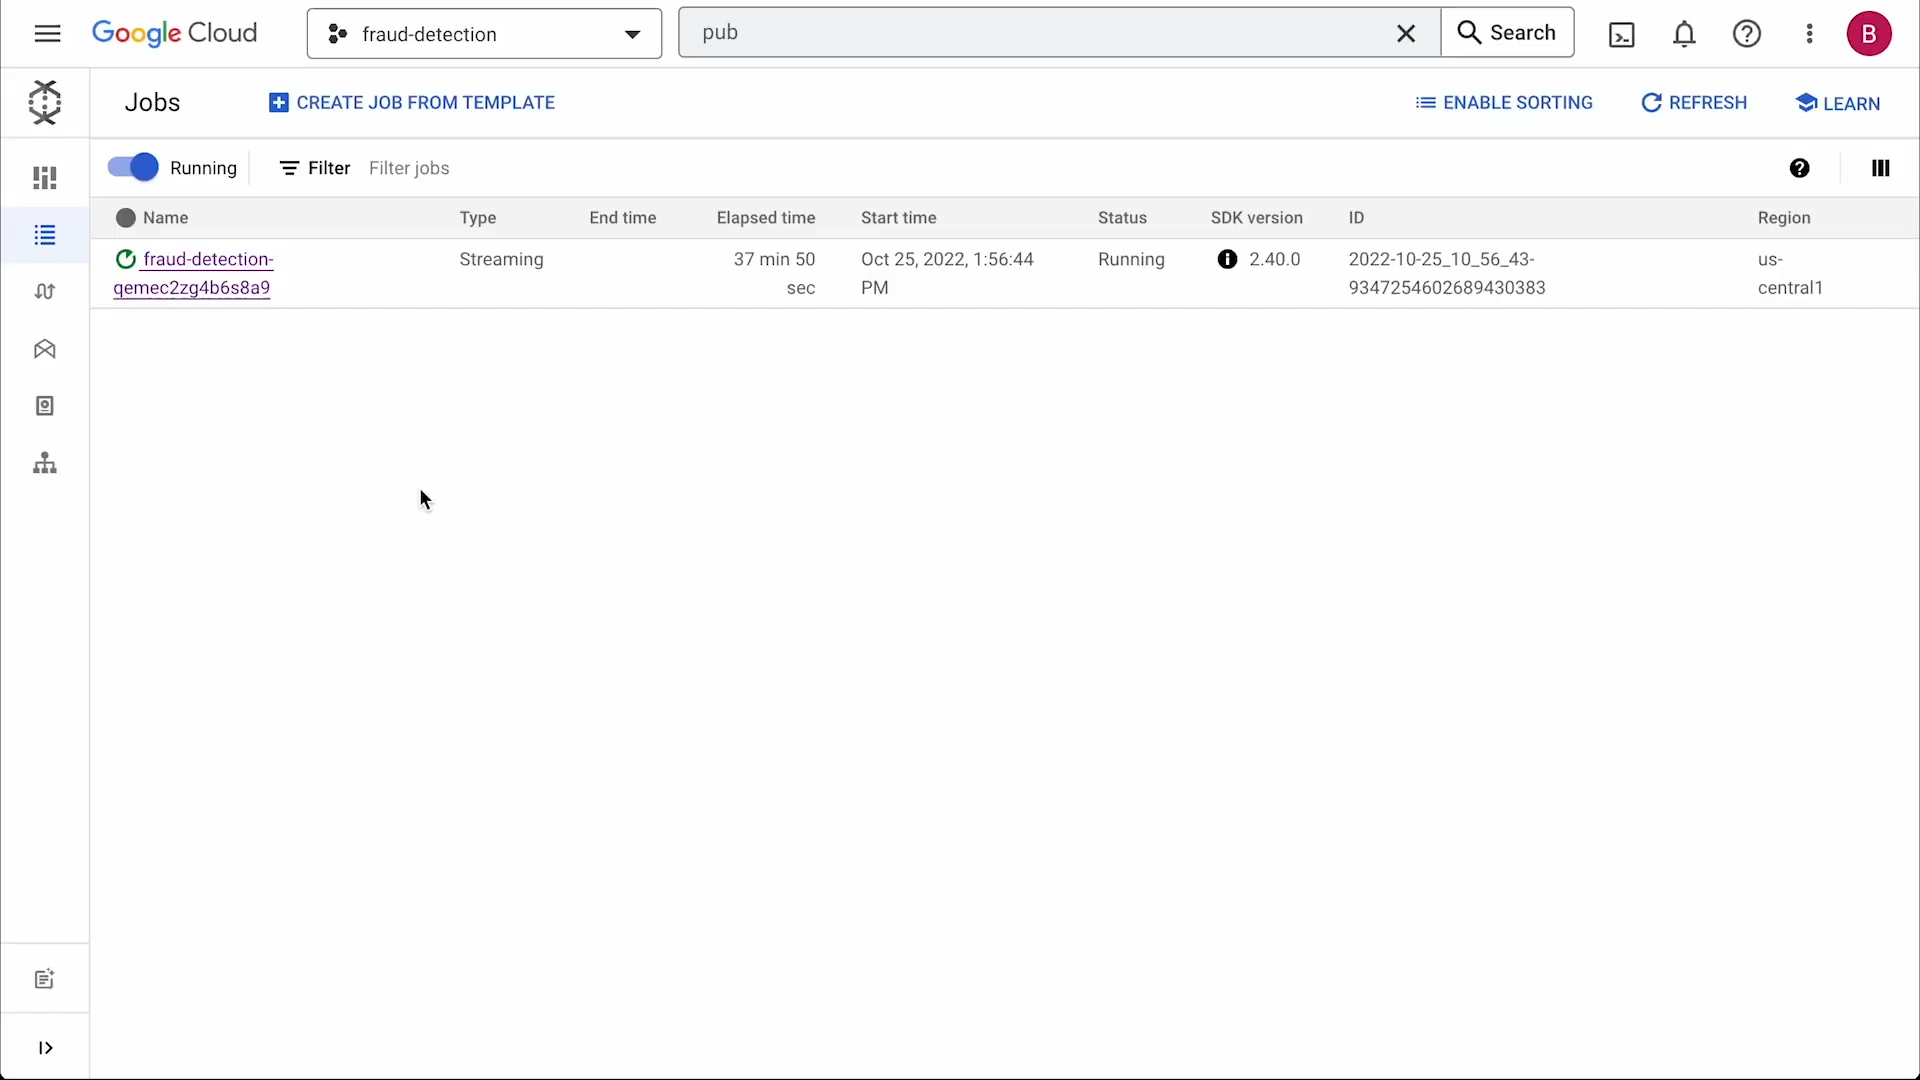 Google Cloud
fraud-detection
pub
Search
B
Jobs
CREATE JOB FROM TEMPLATE
ENABLE SORTING
REFRESH
LEARN
Running
Filter
Filter jobs
Name Type End time Elapsed time Start time Status SDK version ID Region
fraud-detection- Streaming 37 min 50 Oct 25, 2022, 1:56:44 Running 2.40.0 2022-10-25_10_56_43- us-
qemec2zg4b6s8a9 sec PM 9347254602689430383 central1